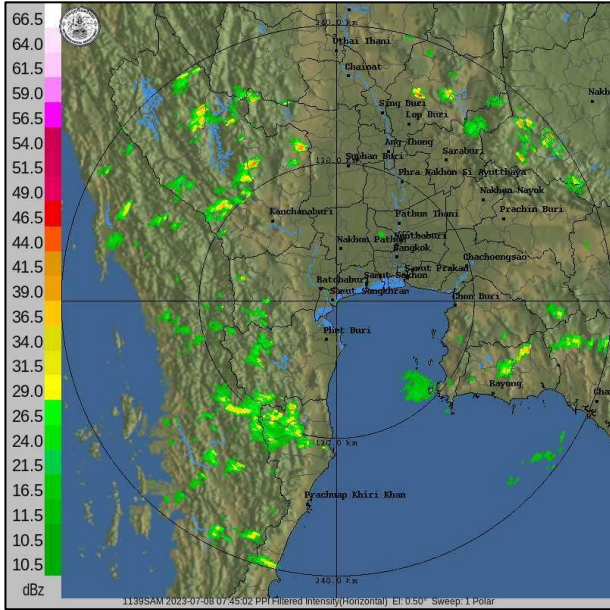 66.5
64.0
61.5
59.0
56.5
54.0
51.5
49.0
46.5
44.0
41.5
39.0
36.5
34.0
31.5
29.0
26.5
24.0
21.5
16.5
11.5
10.5
10.5
dBz
240.0 km
Uthai Thani
Chainat
Sing Buri
Lop Buri
Ang Thong
Saraburi
120.0 km
Suphan Buri
Phra Nakhon Si Ayutthaya
Nakh
Nakhon Nayok
Prachin Buri
Kanchanaburi
Pathum Thani
Nonthaburi
Nakhon Pathom
Bangkok
Chachoengsao
Samut Prakan
Samut Sakhon
Ratchaburi
Samut Songkhram
Chon Buri
Phet Buri
Rayong
Cha
120.0 km
Prachuap Khiri Khan
240.0 km
1139SAM 2023-07-08 07:45:02 PPI Filtered Intensity(Horizontal) El: 0.50° Sweep: 1 Polar